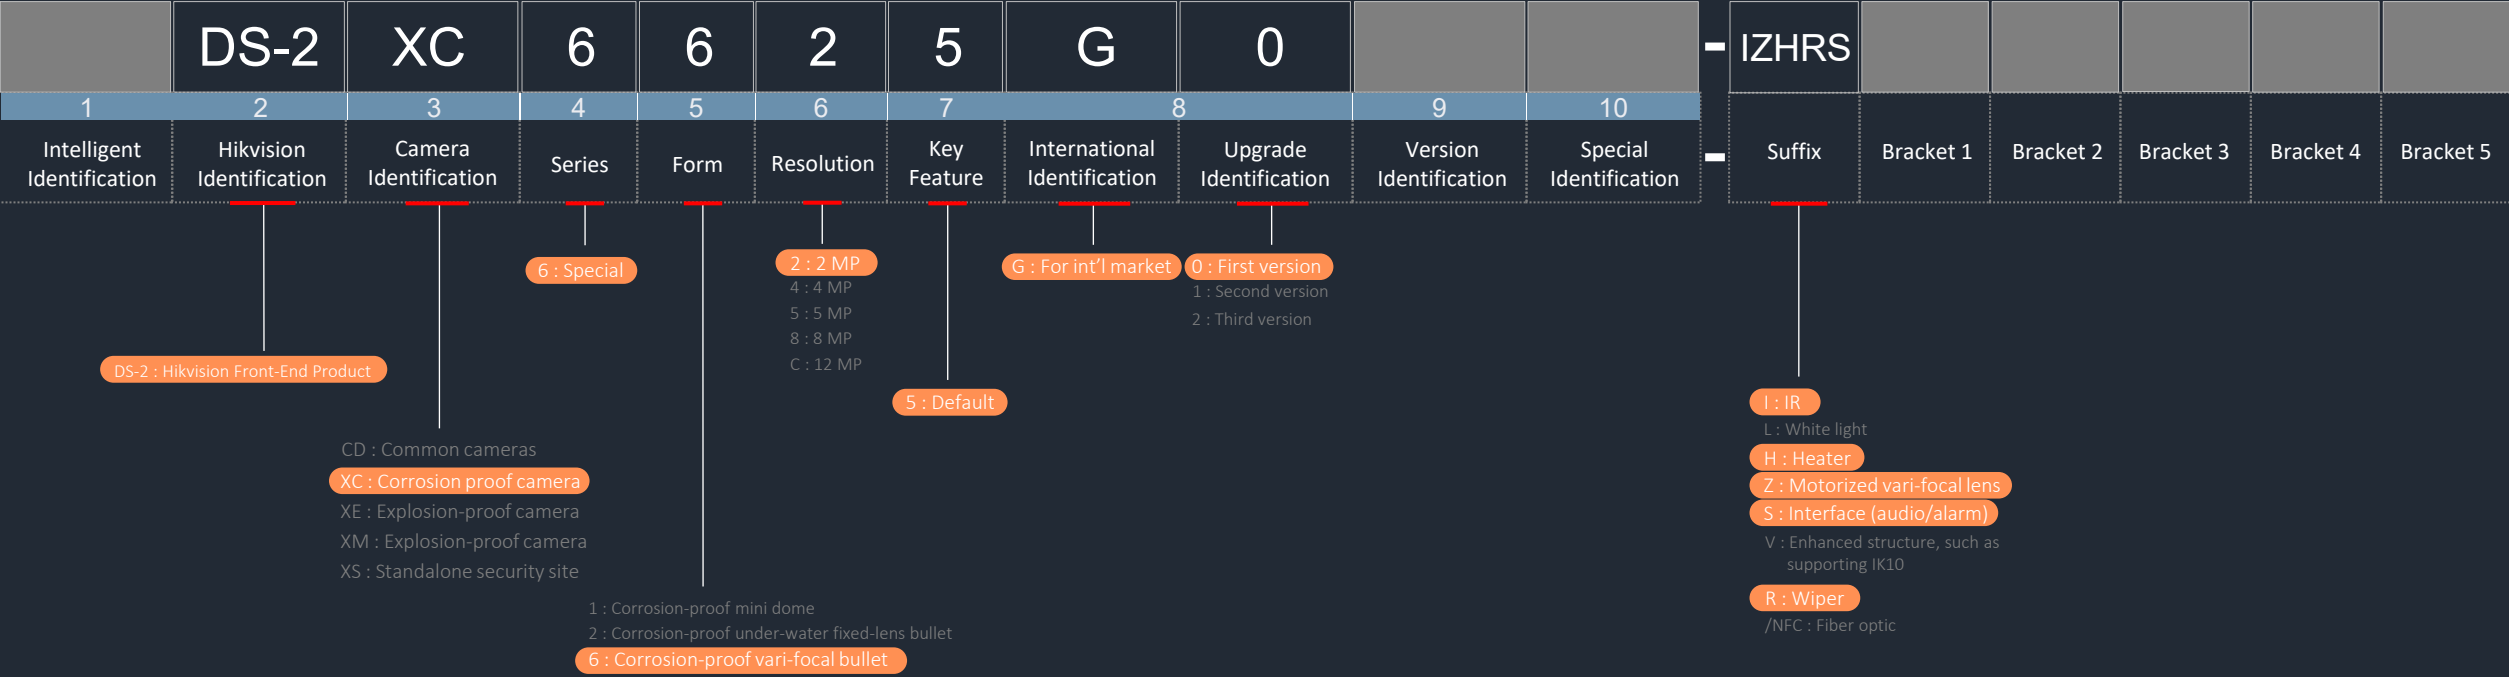 DS-2 XC 6 6 2 5 G 0 - IZHRS
1 2 3 4 5 6 7 8 9 10
Intelligent Identification
Hikvision Identification
Camera Identification
Series
Form
Resolution
Key Feature
International Identification
Upgrade Identification
Version Identification
Special Identification
-
Suffix
Bracket 1
Bracket 2
Bracket 3
Bracket 4
Bracket 5
DS-2 : Hikvision Front-End Product
CD : Common cameras
XC : Corrosion proof camera
XE : Explosion-proof camera
XM : Explosion-proof camera
XS : Standalone security site
6 : Special
1 : Corrosion-proof mini dome
2 : Corrosion-proof under-water fixed-lens bullet
6 : Corrosion-proof vari-focal bullet
2 : 2 MP
4 : 4 MP
5 : 5 MP
8 : 8 MP
C : 12 MP
5 : Default
G : For int’l market
0 : First version
1 : Second version
2 : Third version
I : IR
L : White light
H : Heater
Z : Motorized vari-focal lens
S : Interface (audio/alarm)
V : Enhanced structure, such as
supporting IK10
R : Wiper
/NFC : Fiber optic